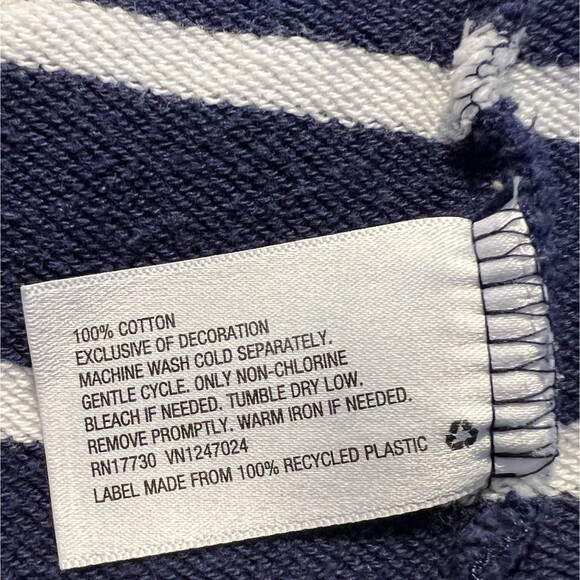 100% COTTON
EXCLUSIVE OF DECORATION
MACHINE WASH COLD SEPARATELY.
GENTLE CYCLE. ONLY NON-CHLORINE
BLEACH IF NEEDED. TUMBLE DRY LOW.
REMOVE PROMPTLY. WARM IRON IF NEEDED.
RN17730 VN1247024
LABEL MADE FROM 100% RECYCLED PLASTIC